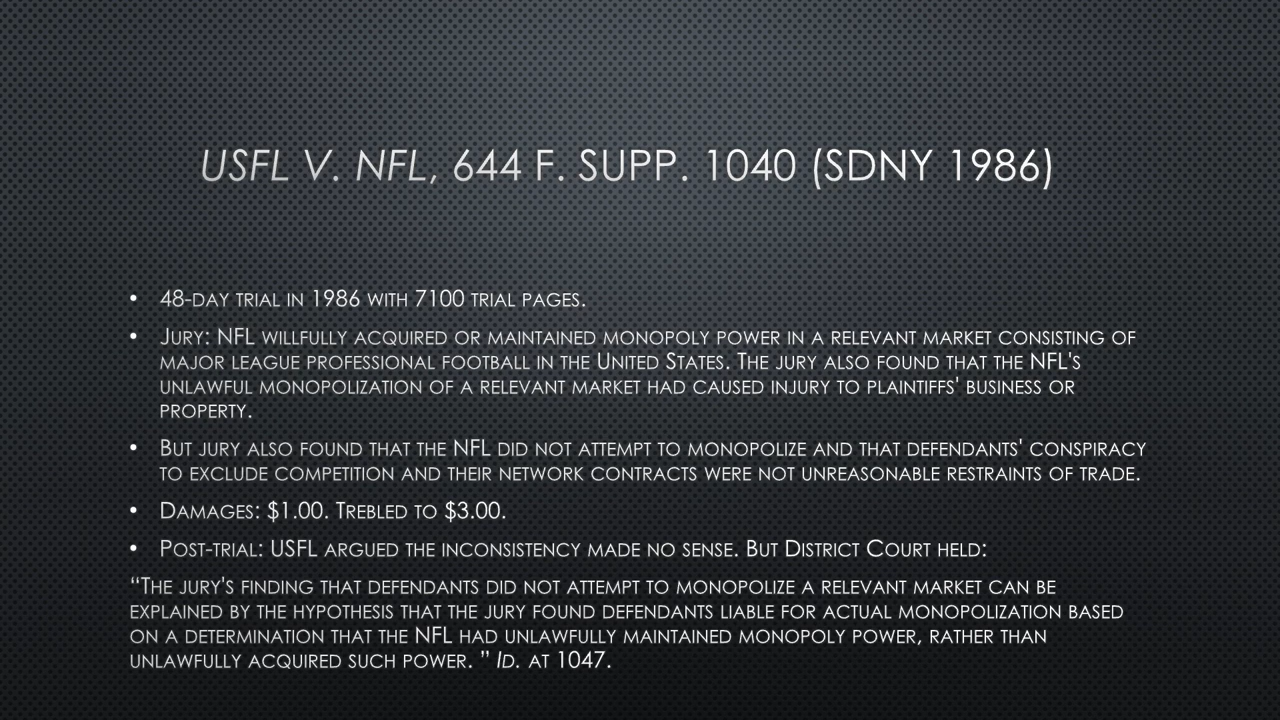 USFL V. NFL, 644 F. SUPP. 1040 (SDNY 1986)
• 48-DAY TRIAL IN 1986 WITH 7100 TRIAL PAGES.
• JURY: NFL WILLFULLY ACQUIRED OR MAINTAINED MONOPOLY POWER IN A RELEVANT MARKET CONSISTING OF
MAJOR LEAGUE PROFESSIONAL FOOTBALL IN THE UNITED STATES. THE JURY ALSO FOUND THAT THE NFL'S
UNLAWFUL MONOPOLIZATION OF A RELEVANT MARKET HAD CAUSED INJURY TO PLAINTIFFS' BUSINESS OR
PROPERTY.
• BUT JURY ALSO FOUND THAT THE NFL DID NOT ATTEMPT TO MONOPOLIZE AND THAT DEFENDANTS' CONSPIRACY
TO EXCLUDE COMPETITION AND THEIR NETWORK CONTRACTS WERE NOT UNREASONABLE RESTRAINTS OF TRADE.
• DAMAGES: $1.00. TREBLED TO $3.00.
• POST-TRIAL: USFL ARGUED THE INCONSISTENCY MADE NO SENSE. BUT DISTRICT COURT HELD:
“THE JURY'S FINDING THAT DEFENDANTS DID NOT ATTEMPT TO MONOPOLIZE A RELEVANT MARKET CAN BE
EXPLAINED BY THE HYPOTHESIS THAT THE JURY FOUND DEFENDANTS LIABLE FOR ACTUAL MONOPOLIZATION BASED
ON A DETERMINATION THAT THE NFL HAD UNLAWFULLY MAINTAINED MONOPOLY POWER, RATHER THAN
UNLAWFULLY ACQUIRED SUCH POWER. ” ID. AT 1047.